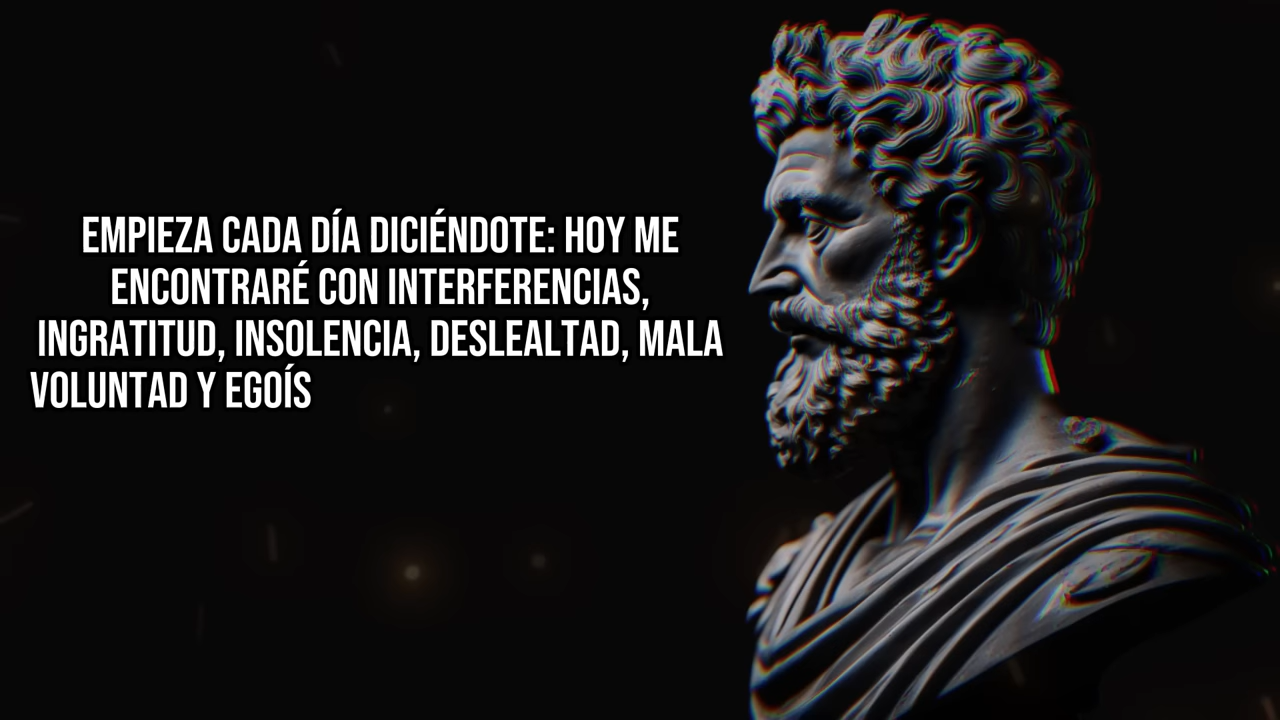 EMPIEZA CADA DÍA DICIÉNDOTE: HOY ME
ENCONTRARÉ CON INTERFERENCIAS,
INGRATITUD, INSOLENCIA, DESLEALTAD, MALA
VOLUNTAD Y EGOÍS